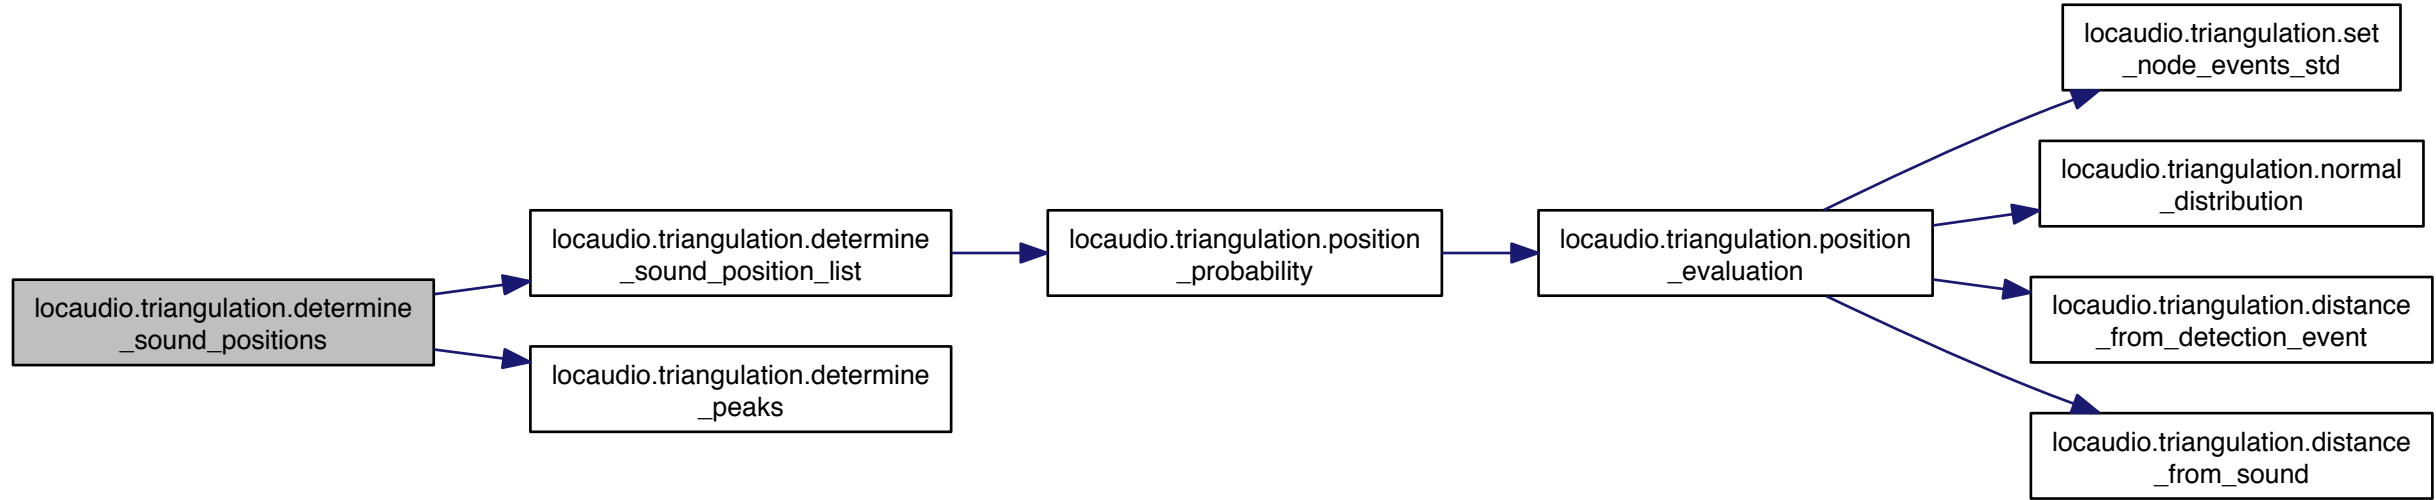 locaudio.triangulation.determine
_sound_positions
locaudio.triangulation.determine
_sound_position_list
locaudio.triangulation.determine
_peaks
locaudio.triangulation.position
_probability
locaudio.triangulation.position
_evaluation
locaudio.triangulation.set
_node_events_std
locaudio.triangulation.normal
_distribution
locaudio.triangulation.distance
_from_detection_event
locaudio.triangulation.distance
_from_sound